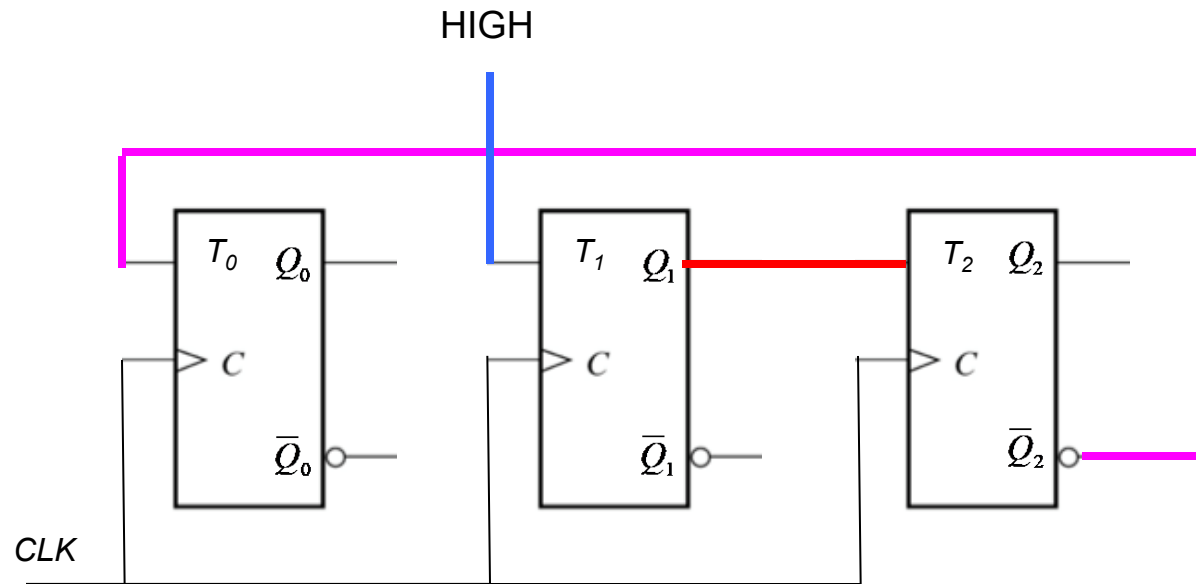 HIGH
T₀ Q₀ T₁ Q₁ T₂ Q₂
C C C
Q̅₀ Q̅₁ Q̅₂
CLK